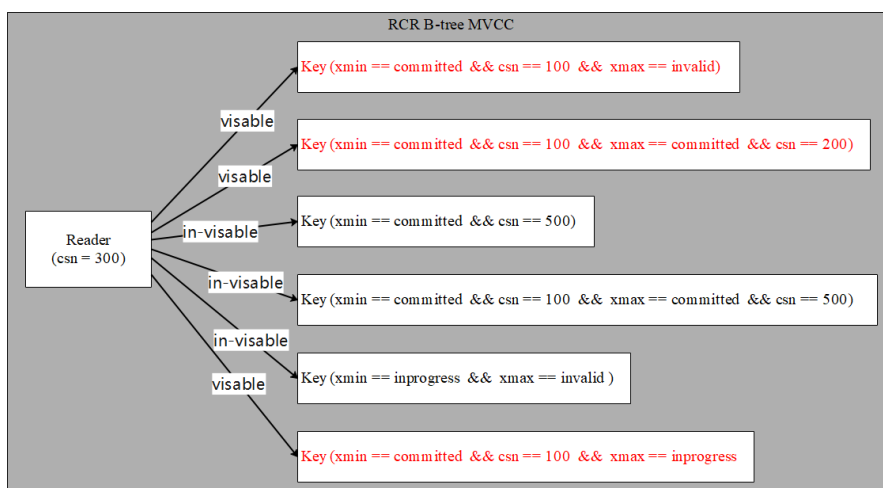 RCR B-tree MVCC
Key (xmin == committed && csn == 100 && xmax == invalid)
visable
Key (xmin == committed && csn == 100 && xmax == committed && csn == 200)
visable
Key (xmin == committed && csn == 500)
in-visable
Reader
(csn = 300)
in-visable
Key (xmin == committed && csn == 100 && xmax == committed && csn == 500)
in-visable
Key (xmin == inprogress && xmax == invalid )
visable
Key (xmin == committed && csn == 100 && xmax == inprogress